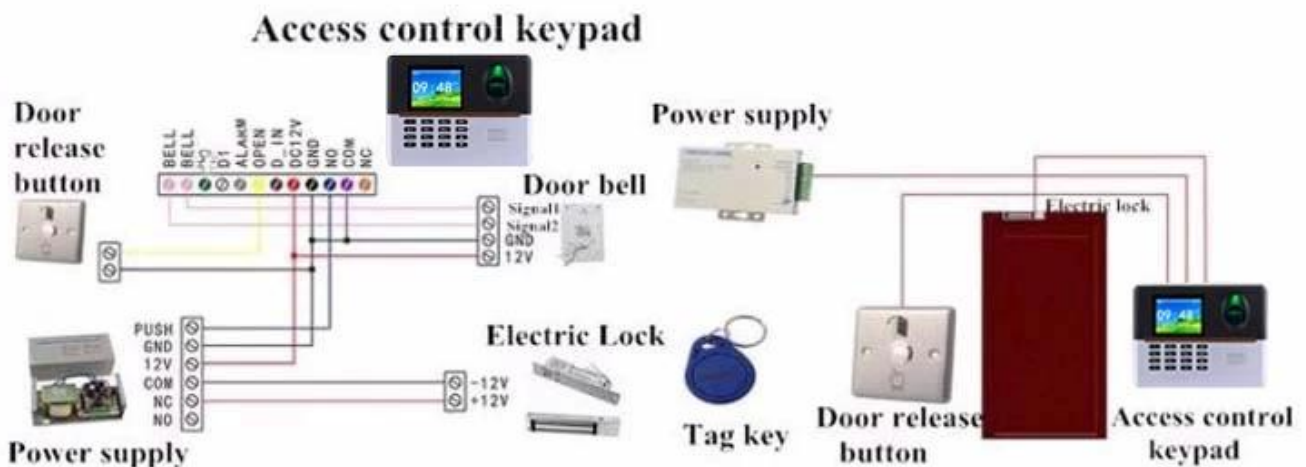 Access control keypad
09 48
Door
release
button
BELL
BELL
D1
ALARM
OPEN
D_IN
DC12V
GND
NO
COM
NC
Door bell
Signal1
Signal2
GND
12V
PUSH
GND
12V
COM
NC
NO
Power supply
Electric Lock
-12V
+12V
Tag key
Power supply
Electric lock
09:48
Door release
button
Access control
keypad